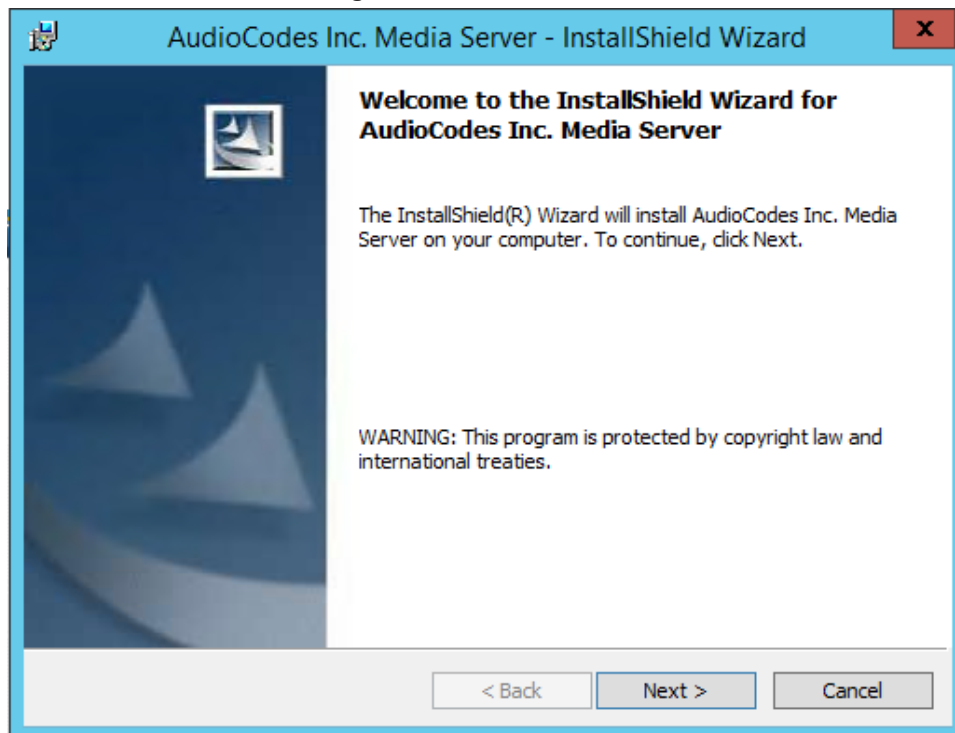 AudioCodes Inc. Media Server - InstallShield Wizard
x
Welcome to the InstallShield Wizard for
AudioCodes Inc. Media Server
The InstallShield(R) Wizard will install AudioCodes Inc. Media
Server on your computer. To continue, click Next.
WARNING: This program is protected by copyright law and
international treaties.
< Back
Next >
Cancel